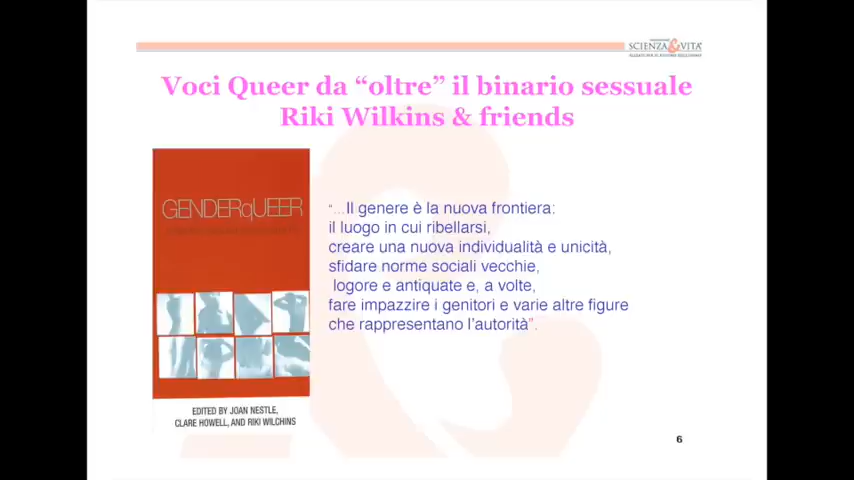 SCIENZA&VITA
Voci Queer da “oltre” il binario sessuale
Riki Wilkins & friends
GENDERqUEER
“...Il genere è la nuova frontiera:
il luogo in cui ribellarsi,
creare una nuova individualità e unicità,
sfidare norme sociali vecchie,
logore e antiquate e, a volte,
fare impazzire i genitori e varie altre figure
che rappresentano l’autorità”.
EDITED BY JOAN NESTLE,
CLARE HOWELL, AND RIKI WILCHINS
6